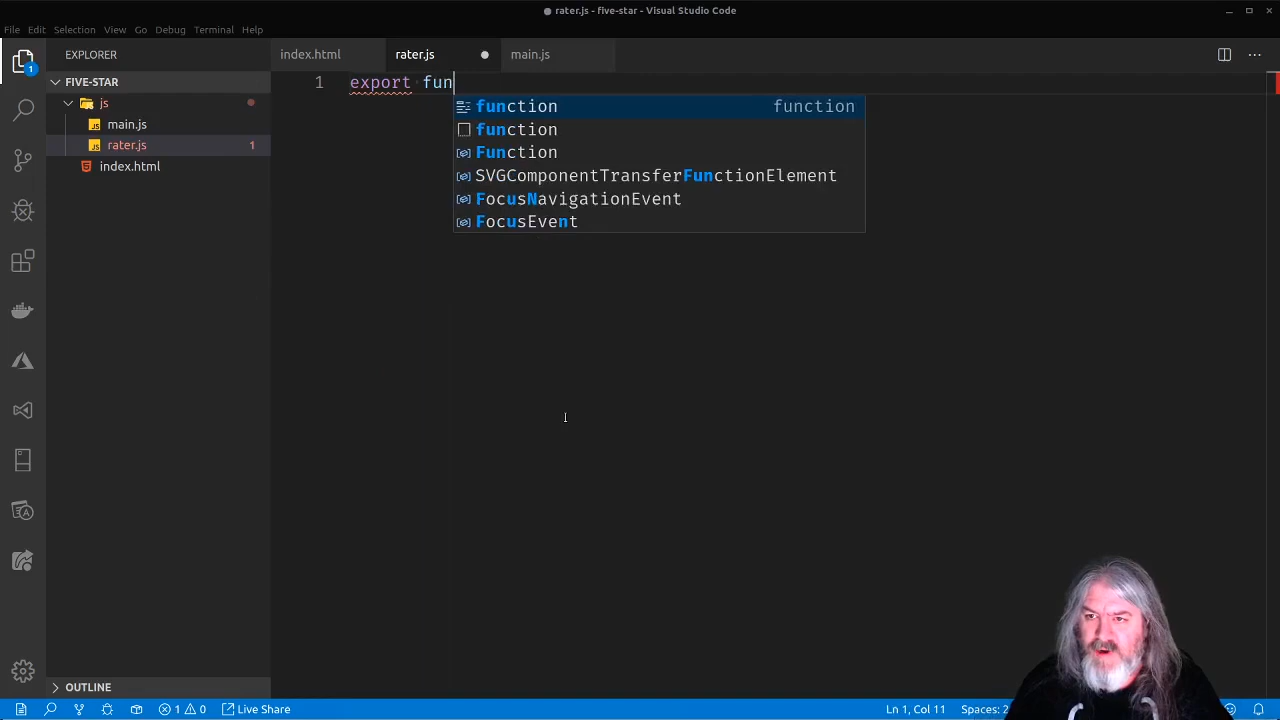 rater.js - five-star - Visual Studio Code
File Edit Selection View Go Debug Terminal Help
EXPLORER
index.html
rater.js
main.js
FIVE-STAR
js
main.js
rater.js 1
index.html
OUTLINE
1
1 export fun
function function
function
Function
SVGComponentTransferFunctionElement
FocusNavigationEvent
FocusEvent
1 0 Live Share Ln 1, Col 11 Spaces: 2